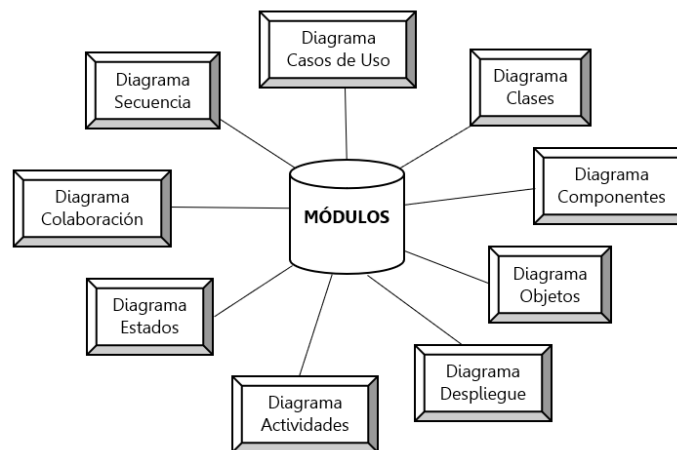 Diagrama
Casos de Uso
Diagrama
Secuencia
Diagrama
Clases
Diagrama
Colaboración
MÓDULOS
Diagrama
Componentes
Diagrama
Estados
Diagrama
Objetos
Diagrama
Actividades
Diagrama
Despliegue